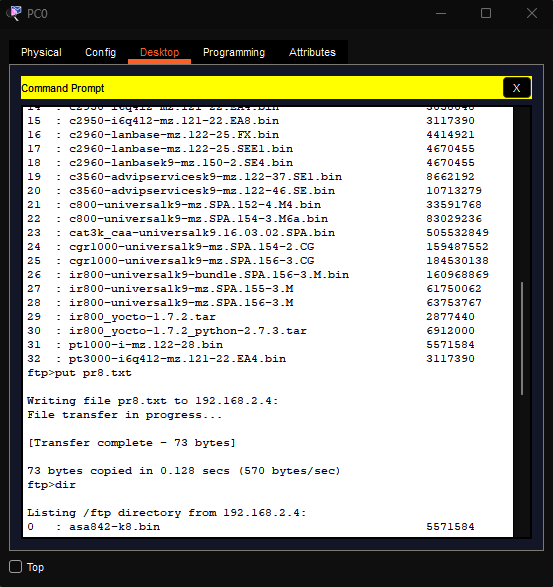 PC0
Physical Config Desktop Programming Attributes
Command Prompt X
14 : c2950-i6q4l2-mz.121-22.EA4.bin 3058048
15 : c2950-i6q4l2-mz.121-22.EA8.bin 3117390
16 : c2960-lanbase-mz.122-25.FX.bin 4414921
17 : c2960-lanbase-mz.122-25.SEE1.bin 4670455
18 : c2960-lanbasek9-mz.150-2.SE4.bin 4670455
19 : c3560-advipservicesk9-mz.122-37.SE1.bin 8662192
20 : c3560-advipservicesk9-mz.122-46.SE.bin 10713279
21 : c800-universalk9-mz.SPA.152-4.M4.bin 33591768
22 : c800-universalk9-mz.SPA.154-3.M6a.bin 83029236
23 : cat3k_caa-universalk9.16.03.02.SPA.bin 505532849
24 : cgr1000-universalk9-mz.SPA.154-2.CG 159487552
25 : cgr1000-universalk9-mz.SPA.156-3.CG 184530138
26 : ir800-universalk9-bundle.SPA.156-3.M.bin 160968869
27 : ir800-universalk9-mz.SPA.155-3.M 61750062
28 : ir800-universalk9-mz.SPA.156-3.M 63753767
29 : ir800_yocto-1.7.2.tar 2877440
30 : ir800_yocto-1.7.2_python-2.7.3.tar 6912000
31 : pt1000-i-mz.122-28.bin 5571584
32 : pt3000-i6q4l2-mz.121-22.EA4.bin 3117390
ftp>put pr8.txt
Writing file pr8.txt to 192.168.2.4:
File transfer in progress...
[Transfer complete - 73 bytes]
73 bytes copied in 0.128 secs (570 bytes/sec)
ftp>dir
Listing /ftp directory from 192.168.2.4:
0 : asa842-k8.bin 5571584
Top